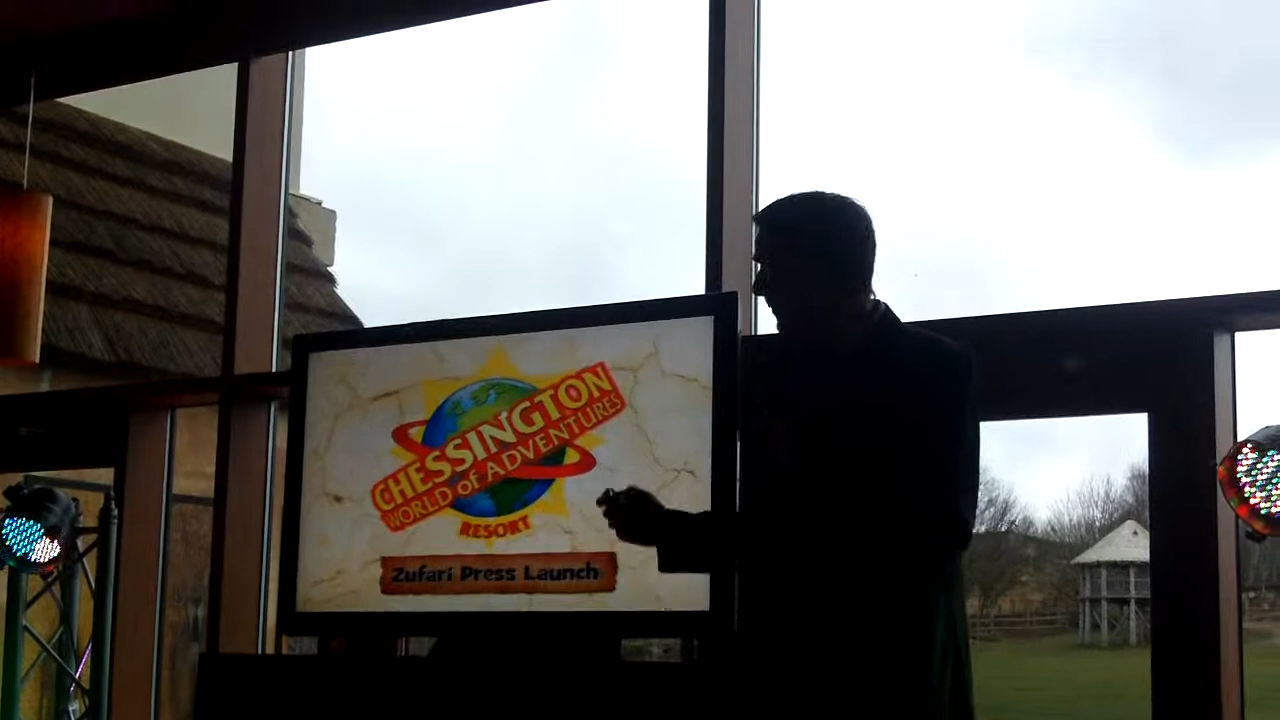 CHESSINGTON
WORLD of ADVENTURES
RESORT
Zufari Press Launch